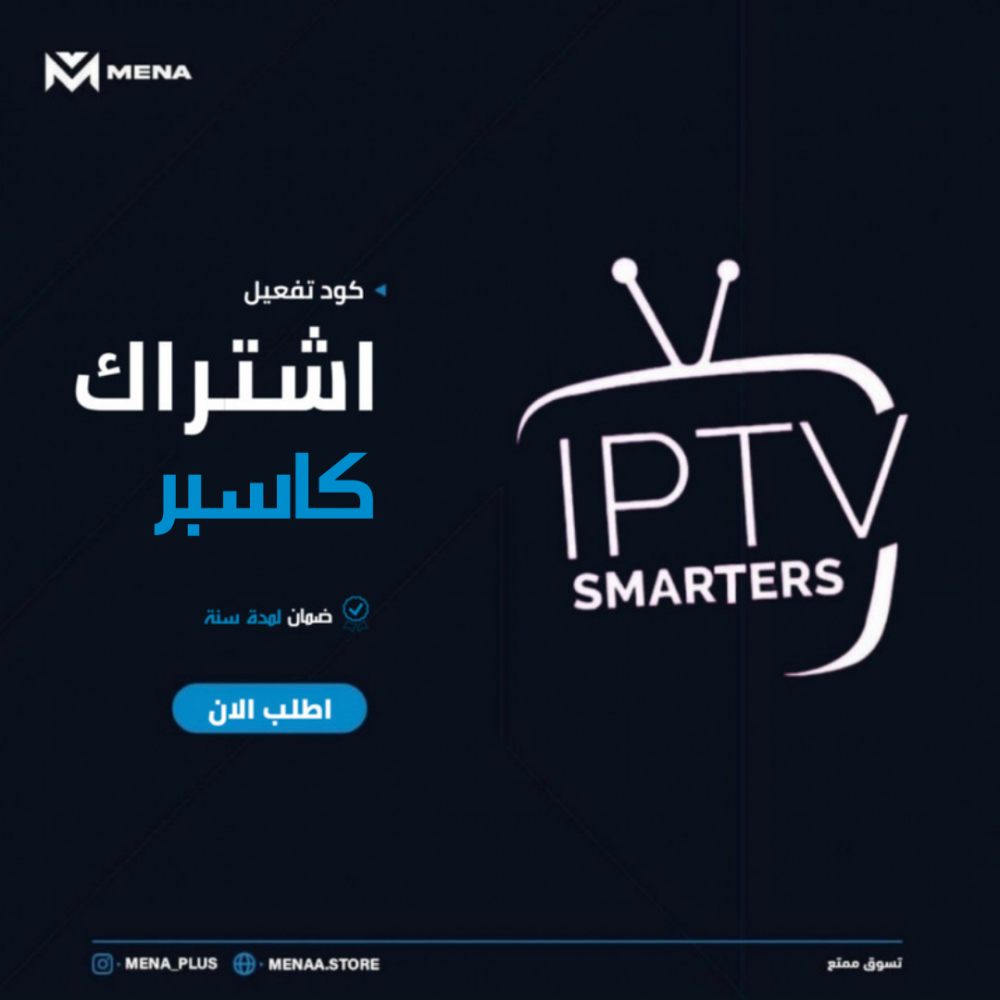 MENA
كود تفعيل
اشتراك
كاسبر
ضمان لمدة سنة
اطلب الان
IPTV
SMARTERS
MENA_PLUS
MENAA.STORE
تسوق ممتع